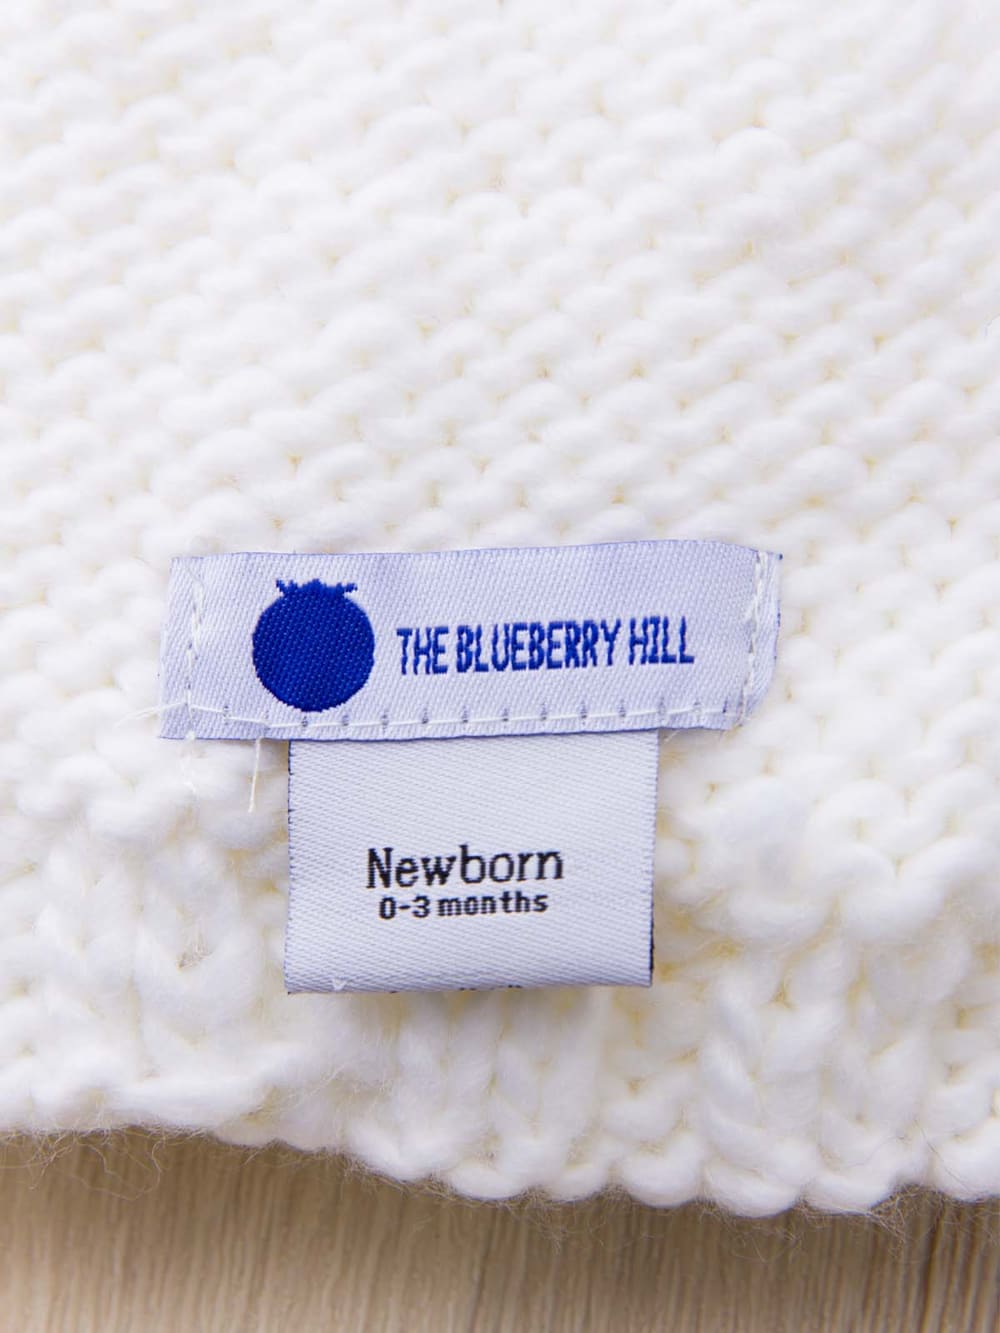 THE BLUEBERRY HILL
Newborn
0-3 months